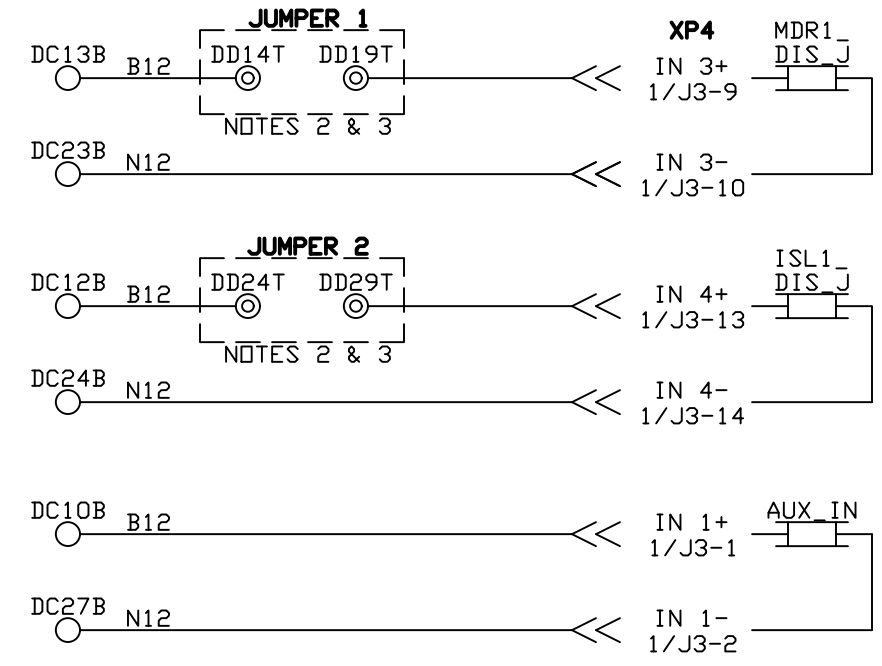 JUMPER 1
XP4
MDR1_
DIS_J
DC13B
B12
DD14T
DD19T
IN 3+
1/J3-9
NOTES 2 & 3
DC23B
N12
IN 3-
1/J3-10
JUMPER 2
ISL1_
DIS_J
DC12B
B12
DD24T
DD29T
IN 4+
1/J3-13
NOTES 2 & 3
DC24B
N12
IN 4-
1/J3-14
DC10B
B12
IN 1+
1/J3-1
AUX_IN
DC27B
N12
IN 1-
1/J3-2